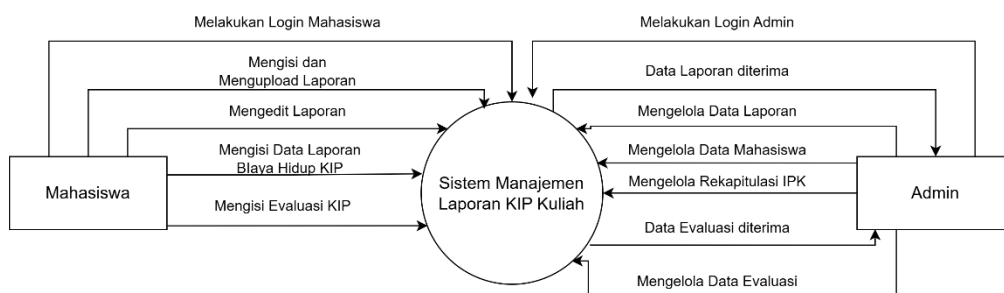 Melakukan Login Mahasiswa
Melakukan Login Admin
Mengisi dan
Mengupload Laporan
Data Laporan diterima
Mengedit Laporan
Mengelola Data Laporan
Mengisi Data Laporan
BIaya Hidup KIP
Mengelola Data Mahasiswa
Mahasiswa
Sistem Manajemen
Laporan KIP Kuliah
Mengelola Rekapitulasi IPK
Admin
Mengisi Evaluasi KIP
Data Evaluasi diterima
Mengelola Data Evaluasi